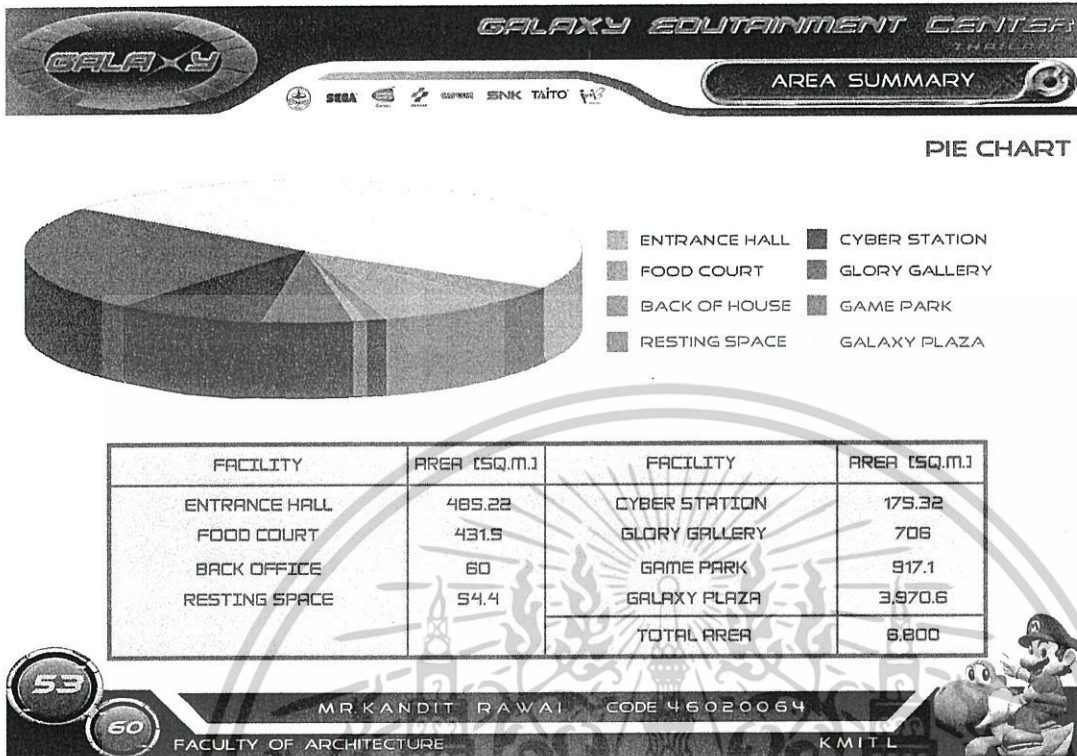 GALAXY EDUTAINMENT CENTER
GALAXY
SEGA SNK TAITO
AREA SUMMARY
PIE CHART
ENTRANCE HALL CYBER STATION
FOOD COURT GLORY GALLERY
BACK OF HOUSE GAME PARK
RESTING SPACE GALAXY PLAZA
FACILITY AREA [SQ.M.] FACILITY AREA [SQ.M.]
ENTRANCE HALL 485.22 CYBER STATION 175.32
FOOD COURT 431.5 GLORY GALLERY 706
BACK OFFICE 60 GAME PARK 917.1
RESTING SPACE 54.4 GALAXY PLAZA 3,970.6
TOTAL AREA 6,800
53
MR.KANDIT RAWAI CODE 46020064
60
FACULTY OF ARCHITECTURE KMITL